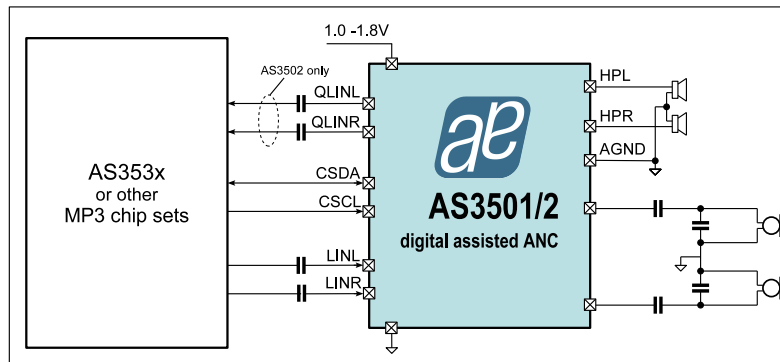 1.0 -1.8V
AS3502 only
QLINL
QLINR
CSDA
CSCL
LINL
LINR
AS353x
or other
MP3 chip sets
ae
AS3501/2
digital assisted ANC
HPL
HPR
AGND